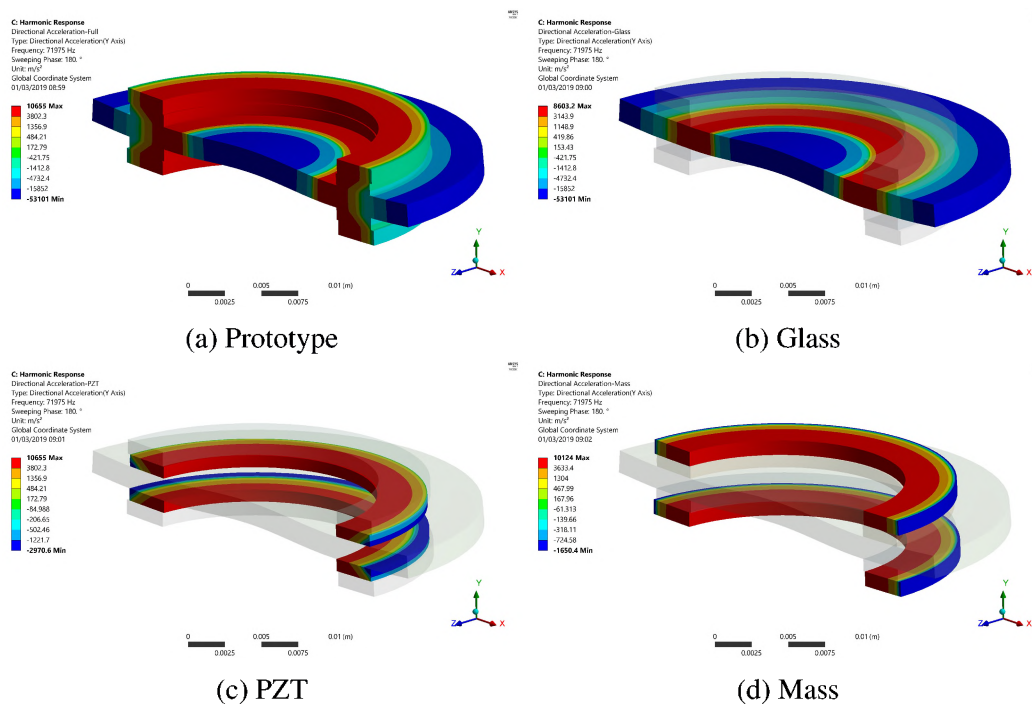 C: Harmonic Response
Directional Acceleration-Full
Type: Directional Acceleration(Y Axis)
Frequency: 71975 Hz
Sweeping Phase: 180. °
Unit: m/s²
Global Coordinate System
01/03/2019 08:59
10655 Max
3802.3
1356.9
484.21
172.79
-421.75
-1412.8
-4732.4
-15852
-53101 Min
Y
Z
X
0
0.005
0.01 (m)
0.0025
0.0075
(a) Prototype
C: Harmonic Response
Directional Acceleration-Glass
Type: Directional Acceleration(Y Axis)
Frequency: 71975 Hz
Sweeping Phase: 180. °
Unit: m/s²
Global Coordinate System
01/03/2019 09:00
8603.2 Max
3143.9
1148.9
419.86
153.43
-421.75
-1412.8
-4732.4
-15852
-53101 Min
Y
Z
X
0
0.005
0.01 (m)
0.0025
0.0075
(b) Glass
C: Harmonic Response
Directional Acceleration-PZT
Type: Directional Acceleration(Y Axis)
Frequency: 71975 Hz
Sweeping Phase: 180. °
Unit: m/s²
Global Coordinate System
01/03/2019 09:01
10655 Max
3802.3
1356.9
484.21
172.79
-84.988
-206.65
-502.46
-1221.7
-2970.6 Min
Y
Z
X
0
0.005
0.01 (m)
0.0025
0.0075
(c) PZT
C: Harmonic Response
Directional Acceleration-Mass
Type: Directional Acceleration(Y Axis)
Frequency: 71975 Hz
Sweeping Phase: 180. °
Unit: m/s²
Global Coordinate System
01/03/2019 09:02
10124 Max
3633.4
1304
467.99
167.96
-61.313
-139.66
-318.11
-724.58
-1650.4 Min
Y
Z
X
0
0.005
0.01 (m)
0.0025
0.0075
(d) Mass